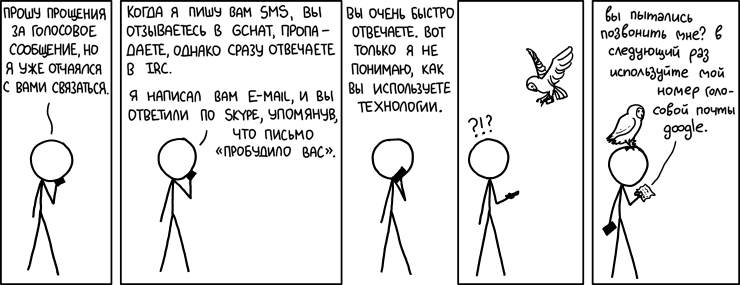 ПРОШУ ПРОЩЕНИЯ
ЗА ГОЛОСОВОЕ
СООБЩЕНИЕ, НО
Я УЖЕ ОТЧАЯЛСЯ
С ВАМИ СВЯЗАТЬСЯ.
КОГДА Я ПИШУ ВАМ SMS, ВЫ
ОТЗЫВАЕТЕСЬ В GCHAT, ПРОПА-
ДАЕТЕ, ОДНАКО СРАЗУ ОТВЕЧАЕТЕ
В IRC.
Я НАПИСАЛ ВАМ E-MAIL, И ВЫ
ОТВЕТИЛИ ПО SKYPE, УПОМЯНУВ,
ЧТО ПИСЬМО
«ПРОБУДИЛО ВАС».
ВЫ ОЧЕНЬ БЫСТРО
ОТВЕЧАЕТЕ. ВОТ
ТОЛЬКО Я НЕ
ПОНИМАЮ, КАК
ВЫ ИСПОЛЬЗУЕТЕ
ТЕХНОЛОГИИ.
?!?
вы пытались
позвонить мне? в
следующий раз
используйте мой
номер голо-
совой почты
google.